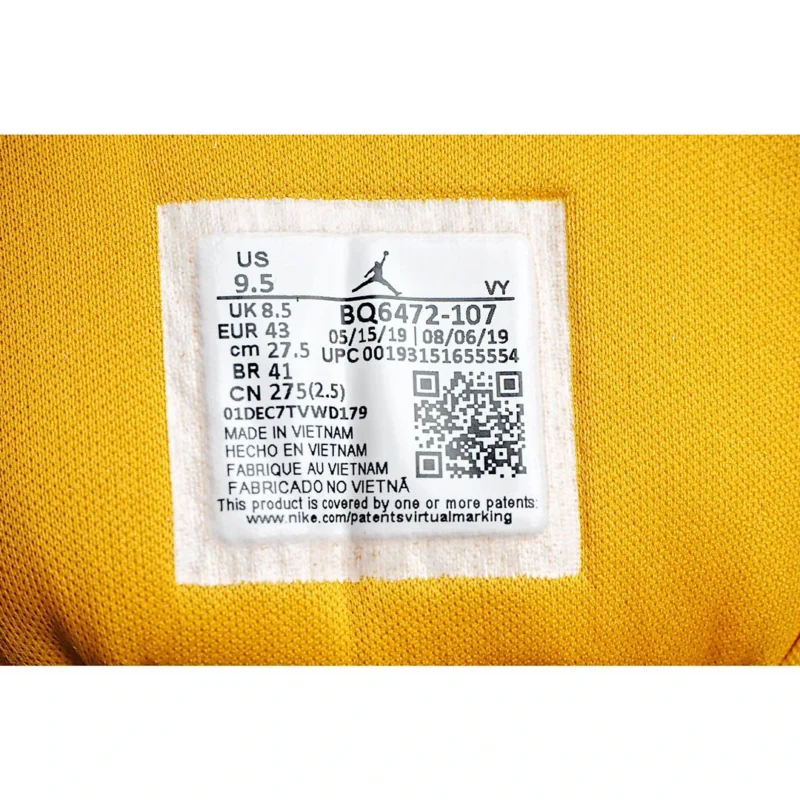 US
9.5
VY
UK 8.5
BQ6472-107
EUR 43
05/15/19 | 08/06/19
cm 27.5
UPC 00193151655554
BR 41
CN 275(2.5)
01DEC7TVWD179
MADE IN VIETNAM
HECHO EN VIETNAM
FABRIQUE AU VIETNAM
FABRICADO NO VIETNÃ
This product is covered by one or more patents:
www.nike.com/patentsvirtualmarking